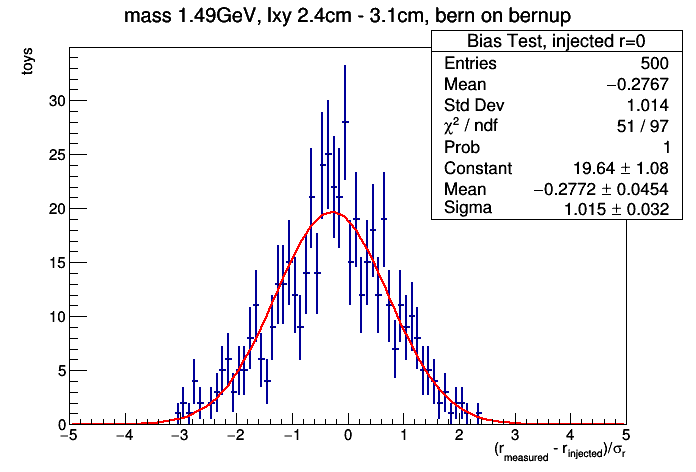 mass 1.49GeV, lxy 2.4cm - 3.1cm, bern on bernup
toys
Bias Test, injected r=0
Entries 500
Mean −0.2767
Std Dev 1.014
χ² / ndf 51 / 97
Prob 1
Constant 19.64 ± 1.08
Mean −0.2772 ± 0.0454
Sigma 1.015 ± 0.032
30
25
20
15
10
5
0
−5 −4 −3 −2 −1 0 1 2 3 4 5
(r_measured - r_injected)/σ_r